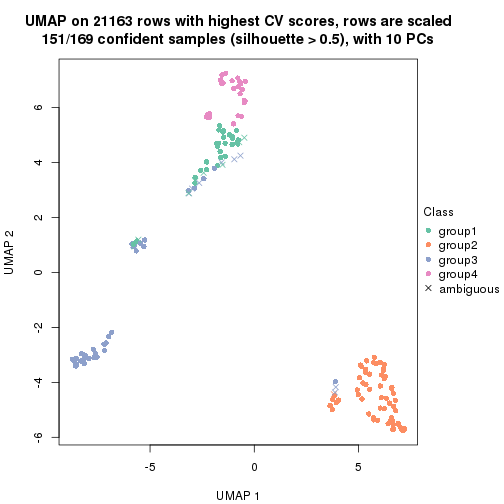 UMAP on 21163 rows with highest CV scores, rows are scaled
151/169 confident samples (silhouette > 0.5), with 10 PCs
UMAP 2
6
4
2
0
-2
-4
-6
-5
0
5
UMAP 1
Class
group1
group2
group3
group4
ambiguous